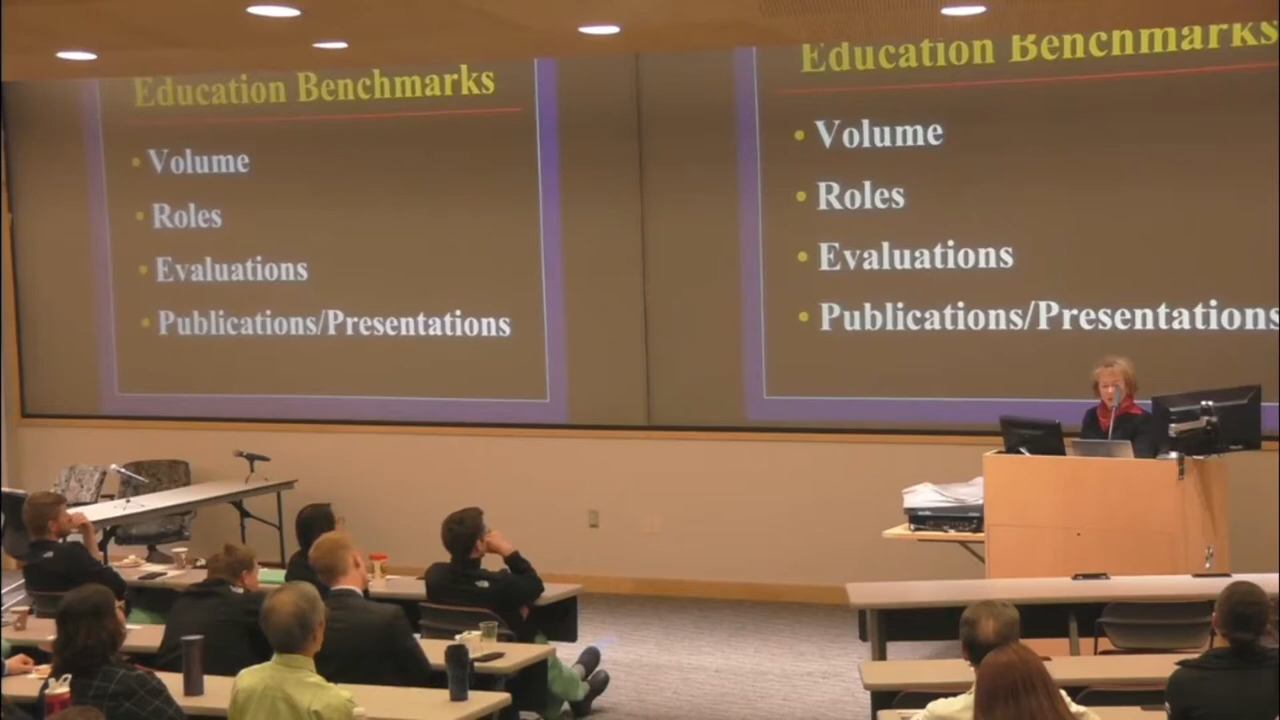 Education Benchmarks
• Volume
• Roles
• Evaluations
• Publications/Presentations
Education Benchmarks
• Volume
• Roles
• Evaluations
• Publications/Presentations